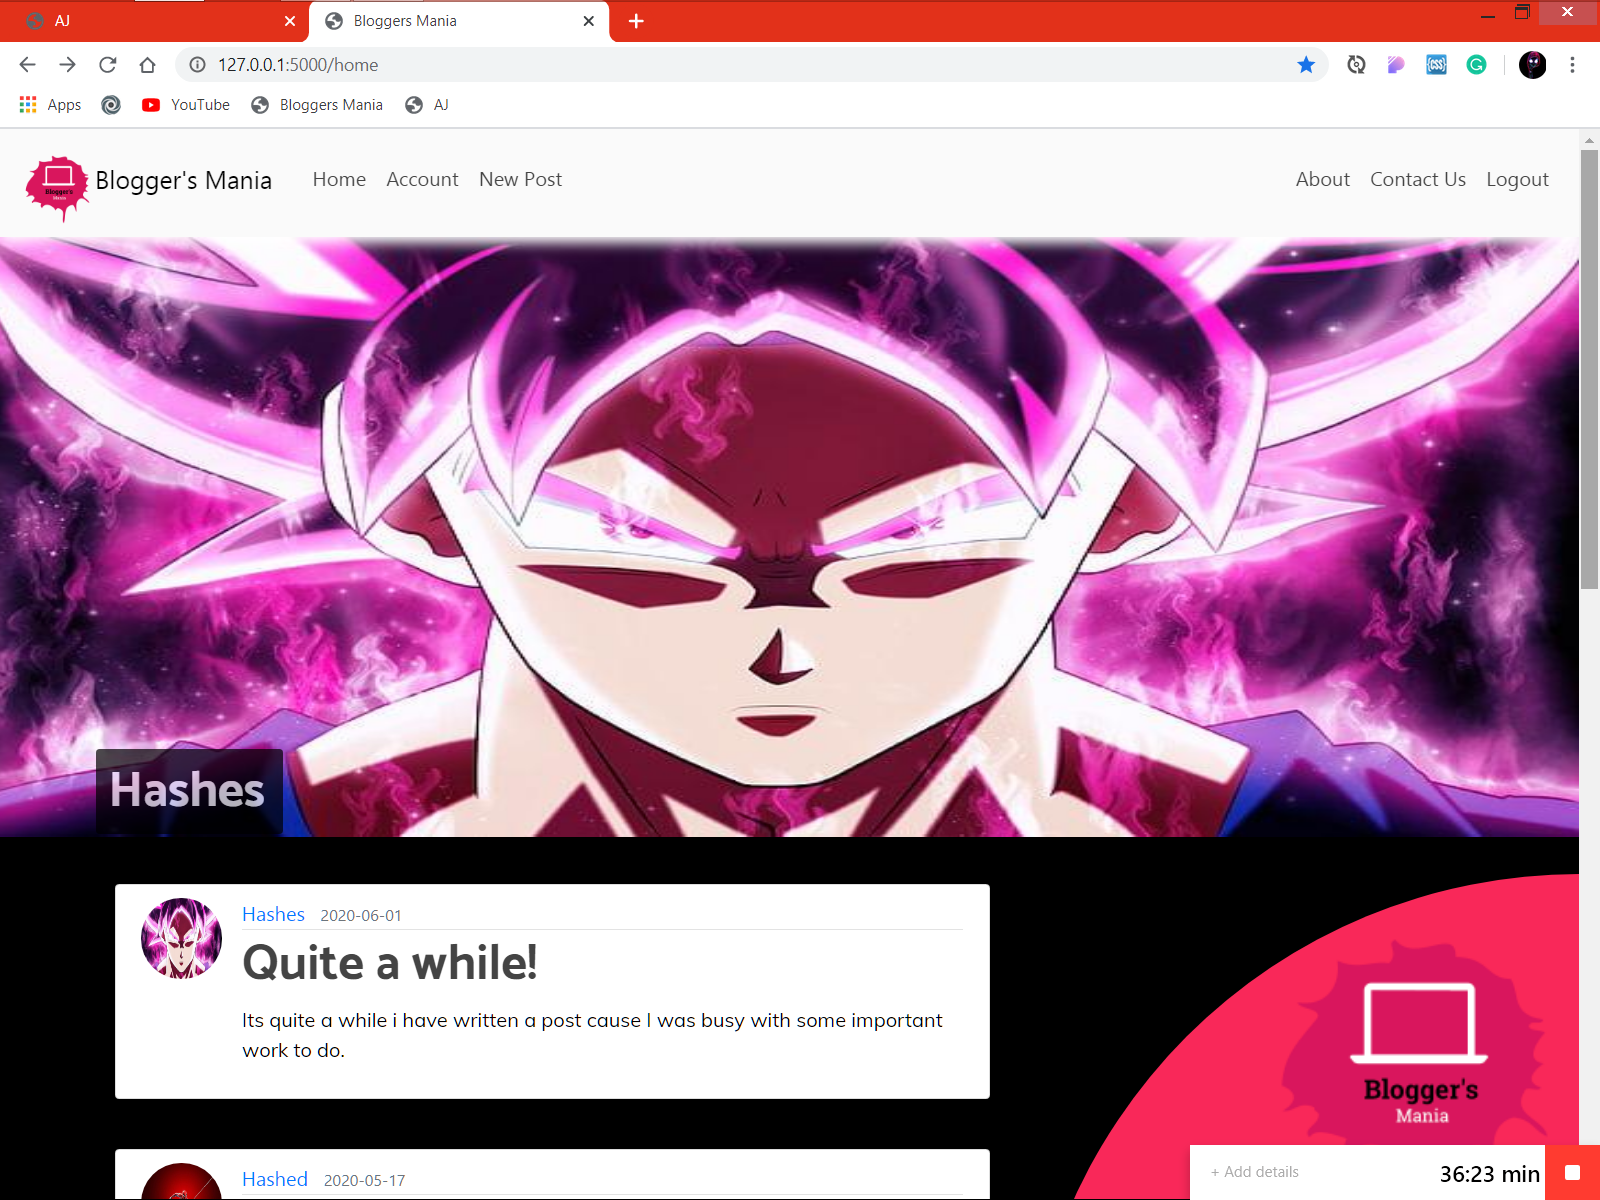 AJ
Bloggers Mania
127.0.0.1:5000/home
Apps
YouTube
Bloggers Mania
AJ
Blogger's
Mania
Blogger's Mania
Home
Account
New Post
About
Contact Us
Logout
Hashes
Hashes 2020-06-01
Quite a while!
Its quite a while i have written a post cause I was busy with some important
work to do.
Blogger's
Mania
Hashed 2020-05-17
+ Add details
36:23 min